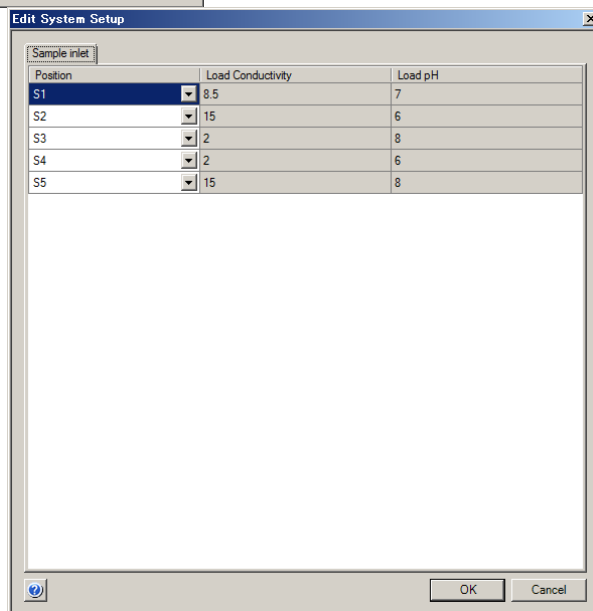 Edit System Setup
Sample inlet
Position Load Conductivity Load pH
S1 8.5 7
S2 15 6
S3 2 8
S4 2 6
S5 15 8
OK Cancel